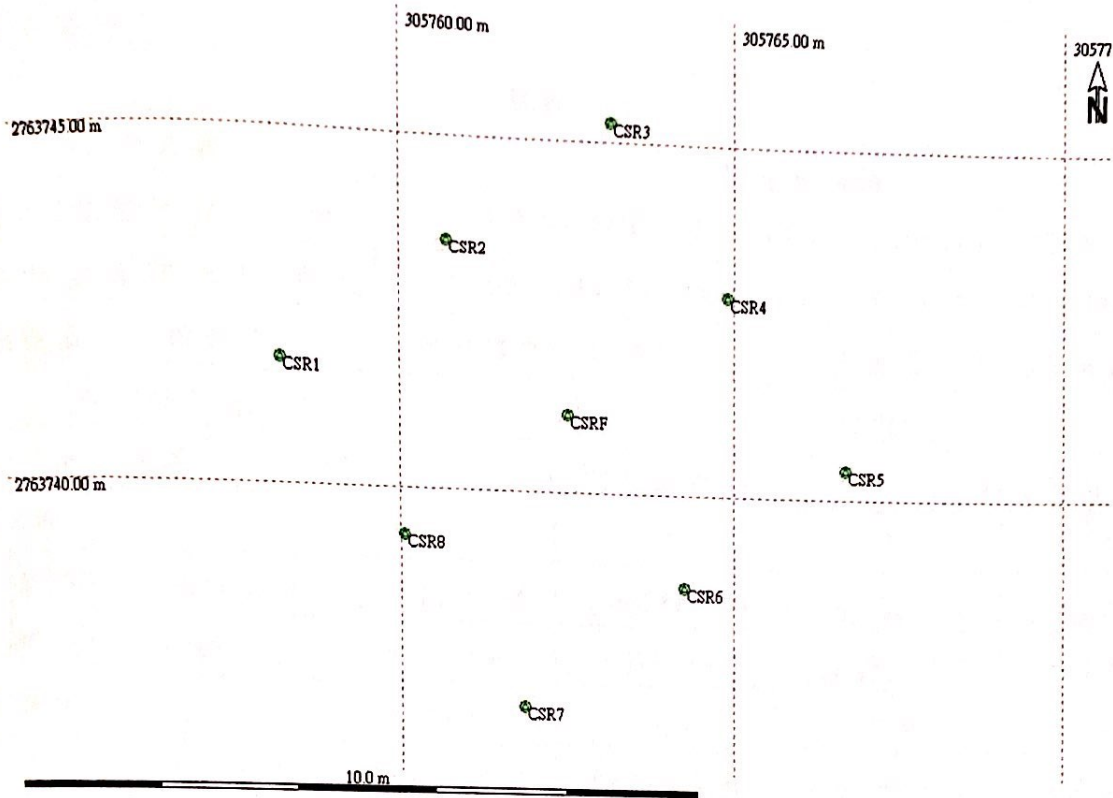 305760.00 m
305765.00 m
30577
N
2763745.00 m
CSR3
CSR2
CSR4
CSR1
CSRF
CSR5
2763740.00 m
CSR8
CSR6
CSR7
10.0 m